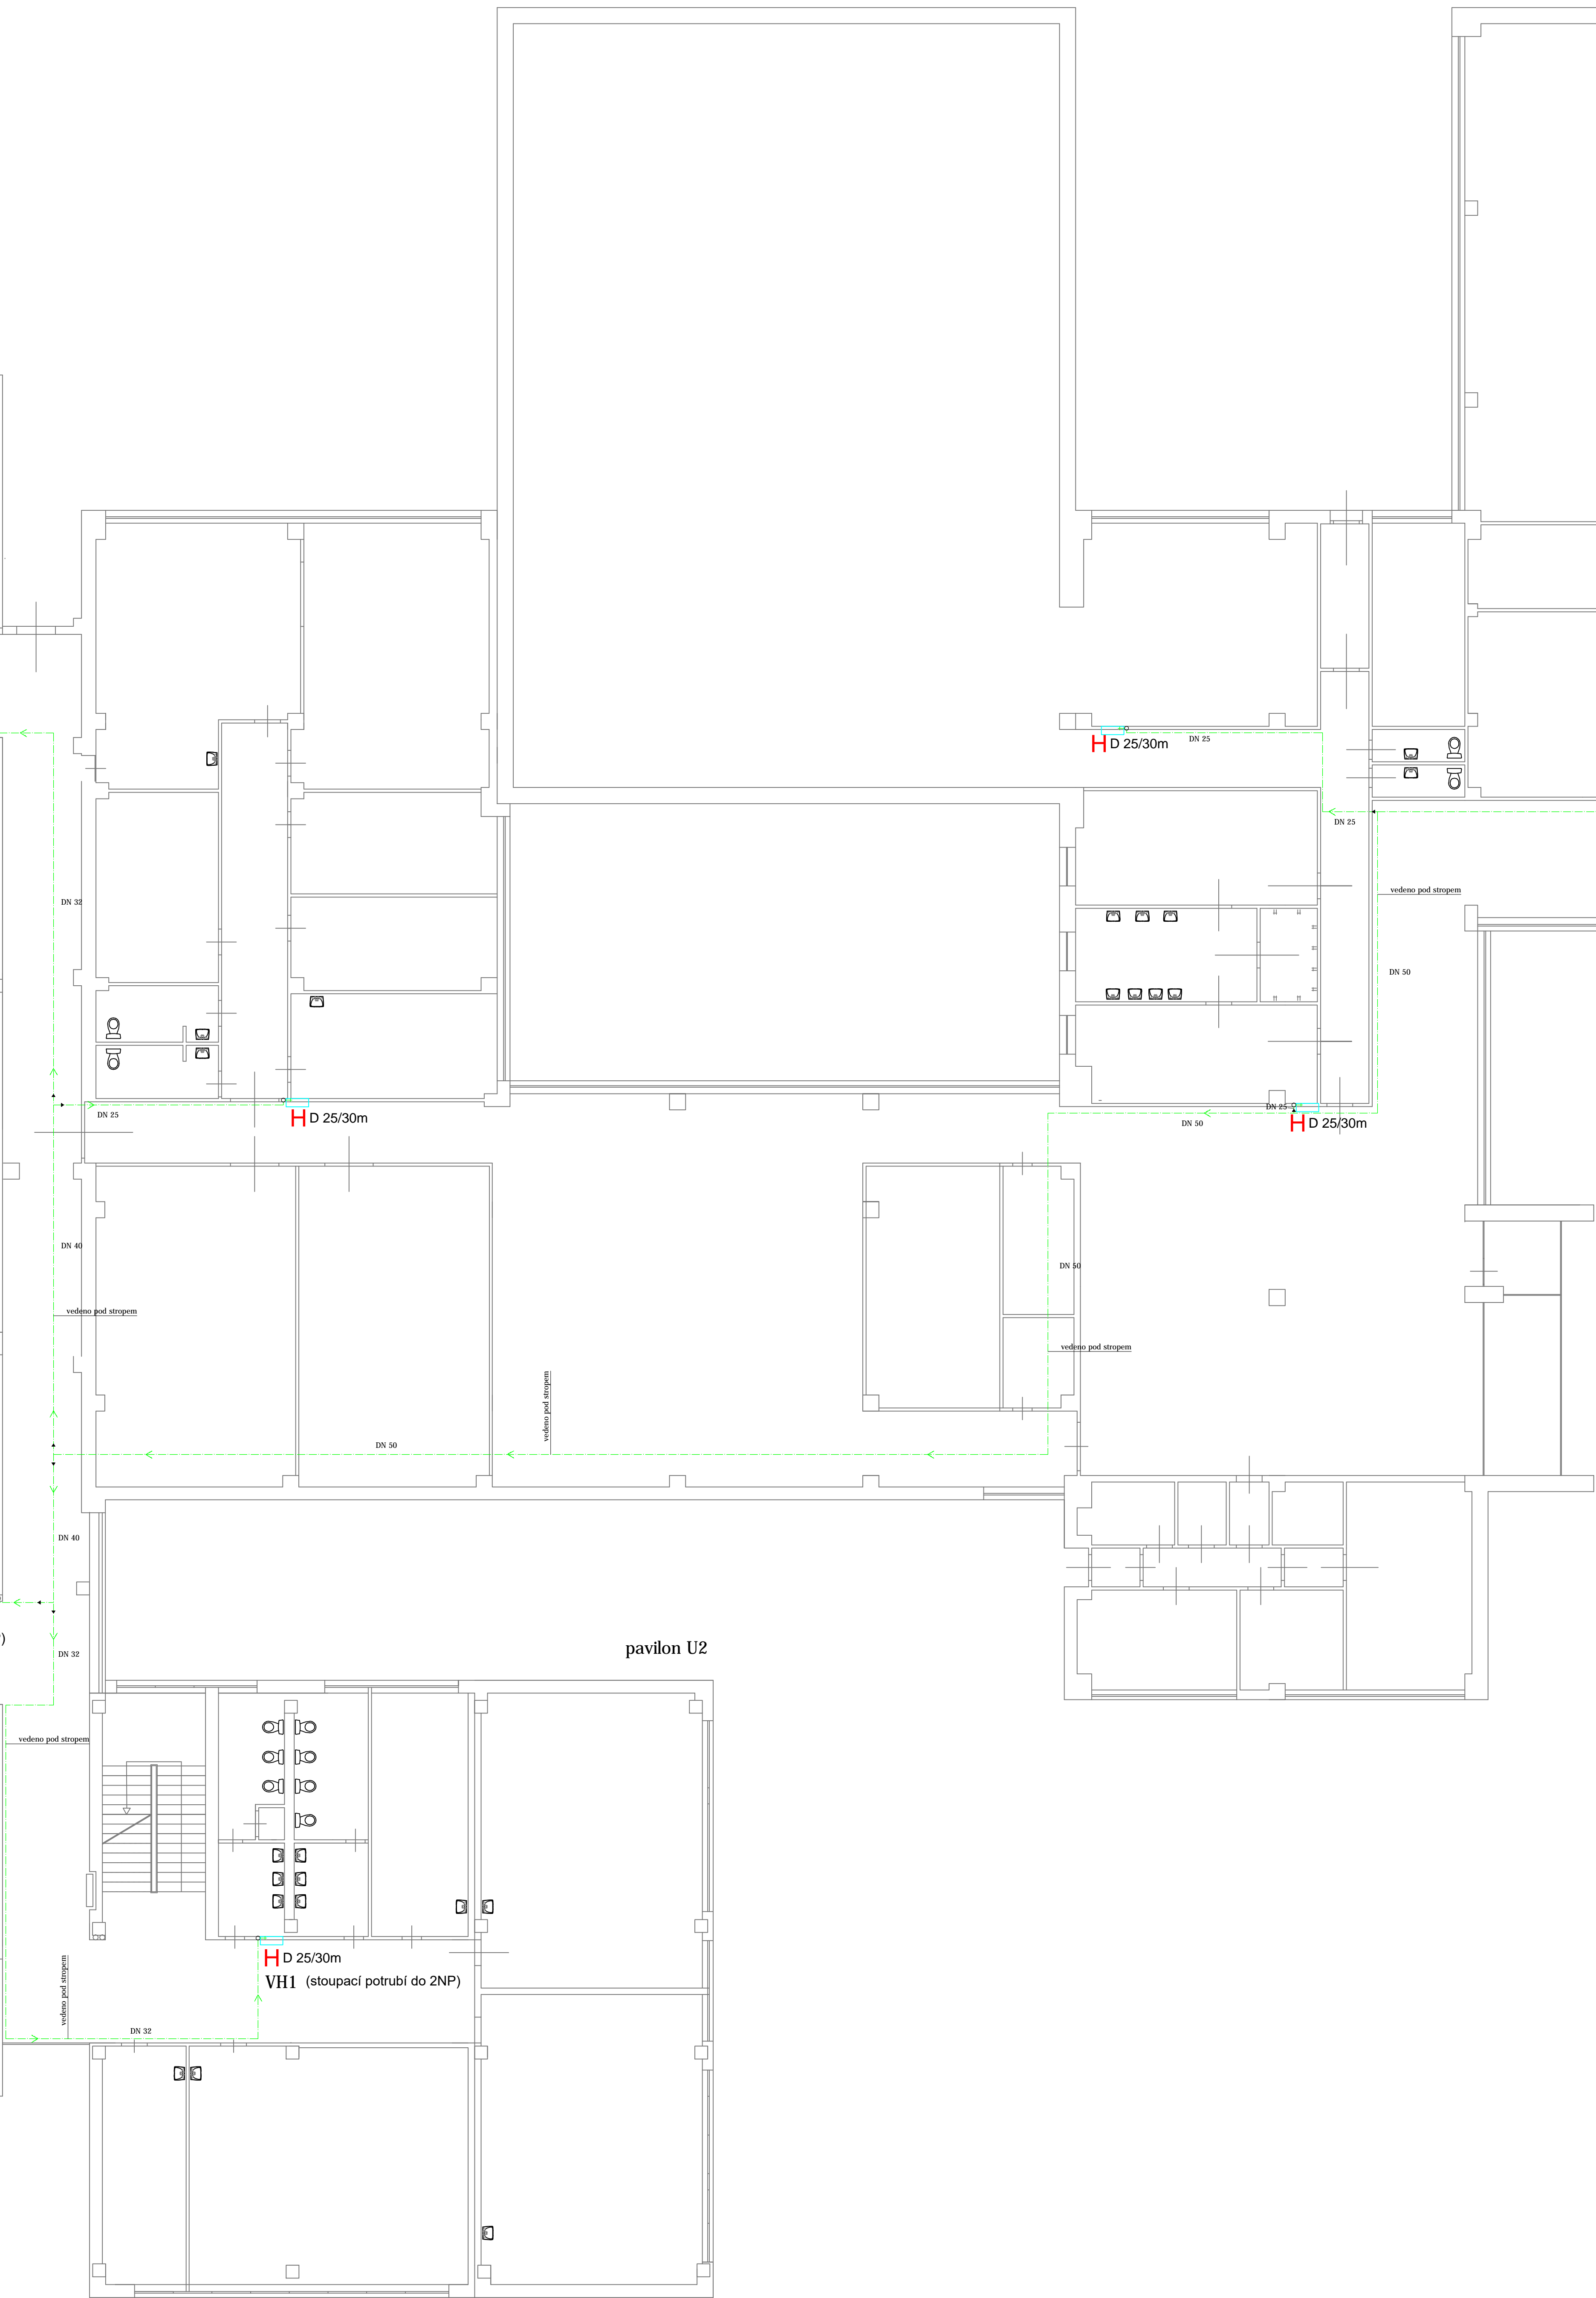 H D 25/30m
DN 25
DN 25
vedeno pod stropem
DN 32
DN 50
DN 25
H D 25/30m
DN 25
H D 25/30m
DN 50
DN 40
DN 50
vedeno pod stropem
vedeno pod stropem
vedeno pod stropem
DN 50
DN 40
)
pavilon U2
DN 32
vedeno pod stropem
H D 25/30m
VH1 (stoupací potrubí do 2NP)
vedeno pod stropem
DN 32